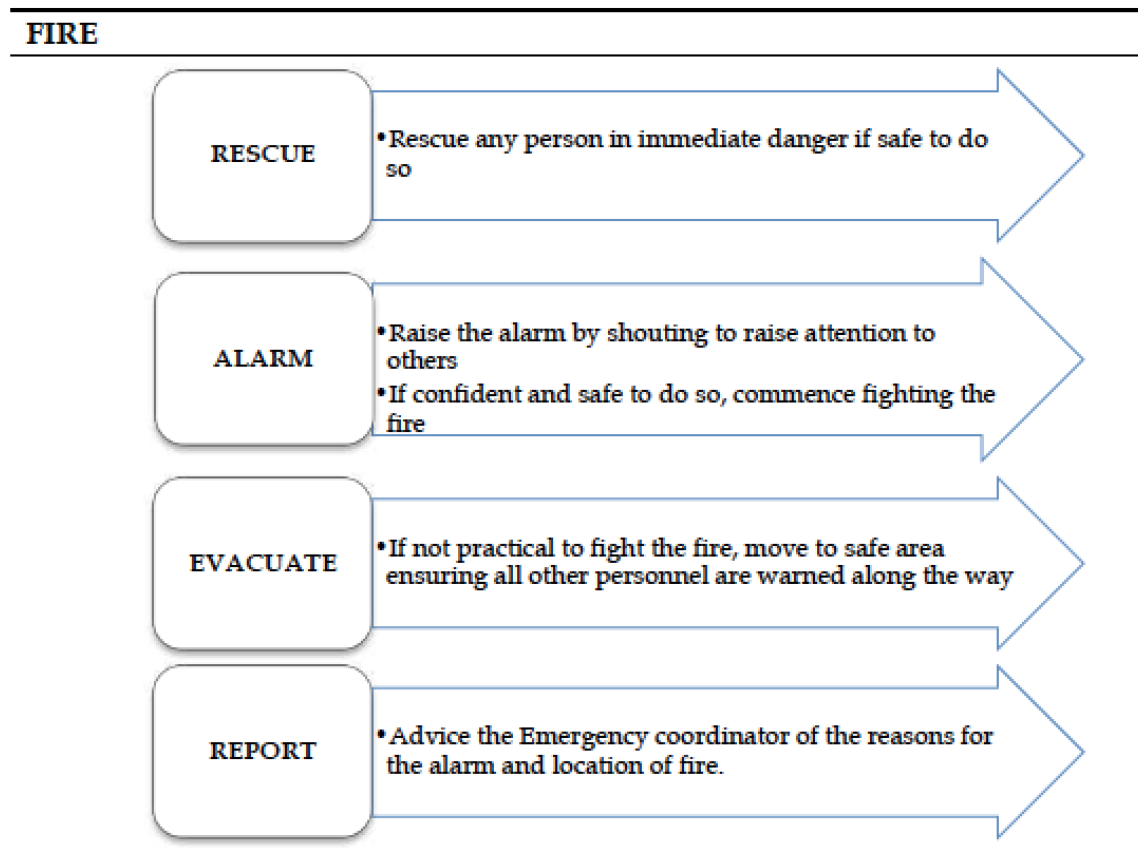 FIRE
RESCUE
•Rescue any person in immediate danger if safe to do
so
ALARM
•Raise the alarm by shouting to raise attention to
others
•If confident and safe to do so, commence fighting the
fire
EVACUATE
•If not practical to fight the fire, move to safe area
ensuring all other personnel are warned along the way
REPORT
•Advice the Emergency coordinator of the reasons for
the alarm and location of fire.